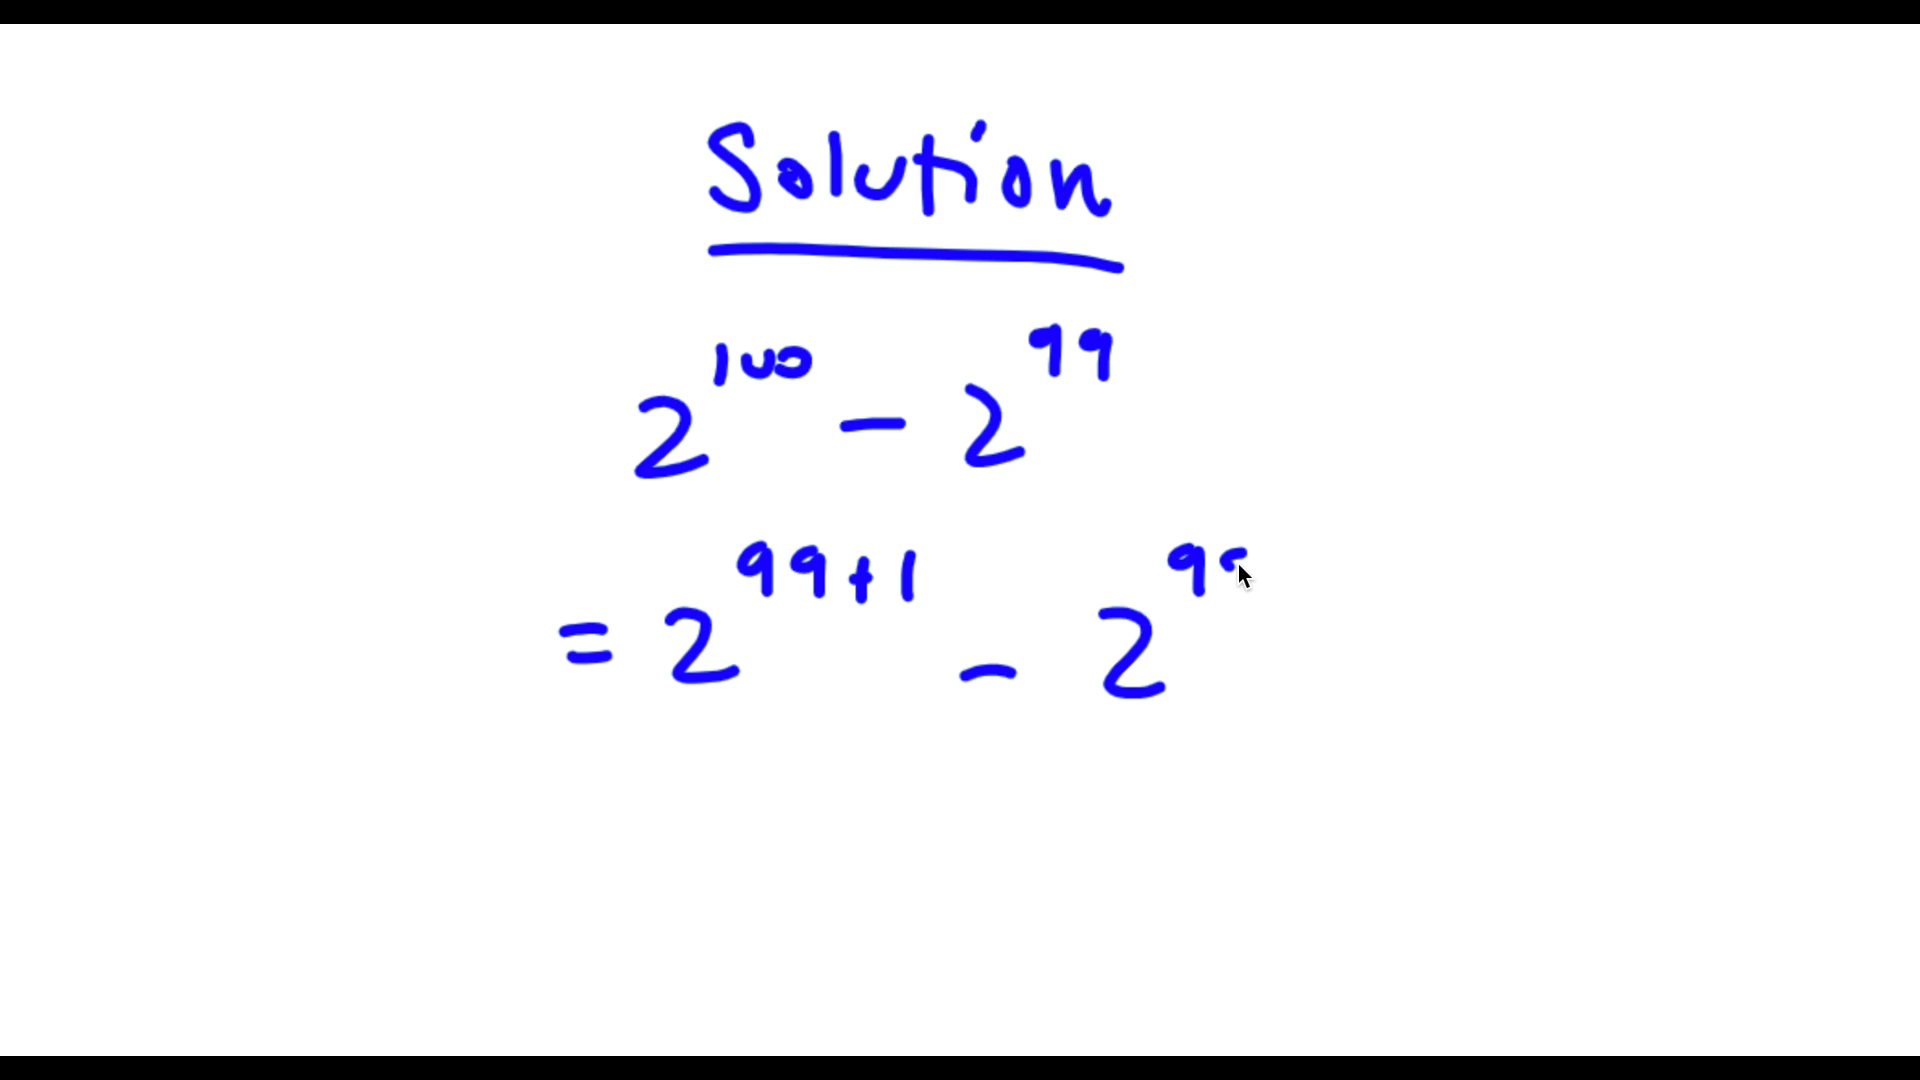 Solution
2^100 - 2^99
= 2^99+1 - 2^9